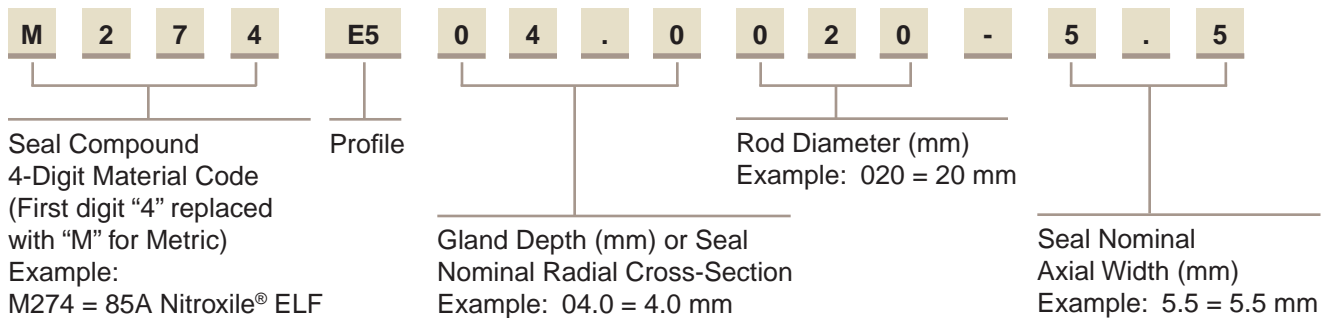 M 2 7 4 E5 0 4 . 0 0 2 0 - 5 . 5
Seal Compound
4-Digit Material Code
(First digit “4” replaced
with “M” for Metric)
Example:
M274 = 85A Nitroxile® ELF
Profile
Gland Depth (mm) or Seal
Nominal Radial Cross-Section
Example: 04.0 = 4.0 mm
Rod Diameter (mm)
Example: 020 = 20 mm
Seal Nominal
Axial Width (mm)
Example: 5.5 = 5.5 mm